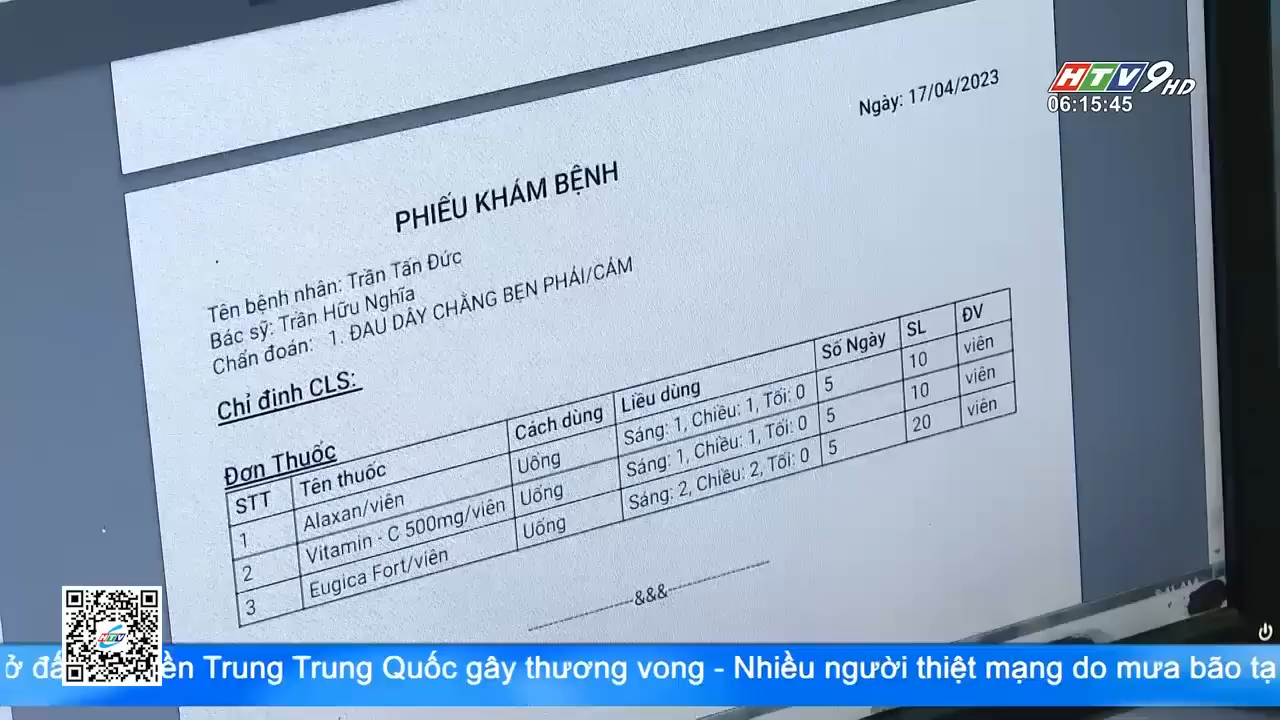 HTV9HD
06:15:45
Ngày: 17/04/2023
PHIẾU KHÁM BỆNH
Tên bệnh nhân: Trần Tấn Đức
Bác sỹ: Trần Hữu Nghĩa
Chẩn đoán: 1. ĐAU DÂY CHẰNG BẸN PHẢI/CẢM
Chỉ định CLS:
Đơn Thuốc
STT Tên thuốc Cách dùng Liều dùng Số Ngày SL ĐV
1 Alaxan/viên Uống Sáng: 1, Chiều: 1, Tối: 0 5 10 viên
2 Vitamin - C 500mg/viên Uống Sáng: 1, Chiều: 1, Tối: 0 5 10 viên
3 Eugica Fort/viên Uống Sáng: 2, Chiều: 2, Tối: 0 5 20 viên
&&&
HTV
ở Trung Trung Quốc gây thương vong - Nhiều người thiệt mạng do mưa bão